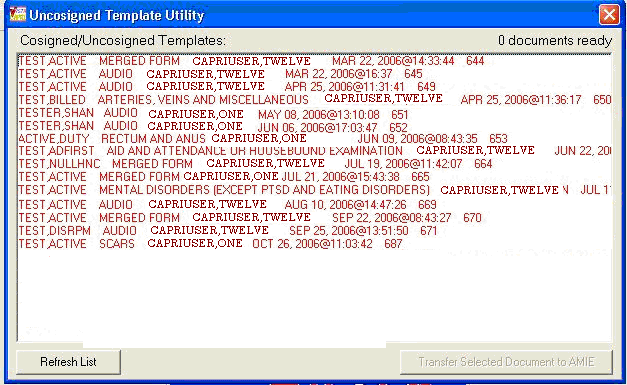 Uncosigned Template Utility
Cosigned/Uncosigned Templates: 0 documents ready
TEST,ACTIVE MERGED FORM CAPRIUSER,TWELVE MAR 22, 2006@14:33:44 644
TEST,ACTIVE AUDIO CAPRIUSER,TWELVE MAR 22, 2006@16:37 645
TEST,ACTIVE AUDIO CAPRIUSER,TWELVE APR 25, 2006@11:31:41 649
TEST,BILLED ARTERIES, VEINS AND MISCELLANEOUS CAPRIUSER,TWELVE APR 25, 2006@11:36:17 650
TESTER,SHAN AUDIO CAPRIUSER,ONE MAY 08, 2006@13:10:08 651
TESTER,SHAN AUDIO CAPRIUSER,ONE JUN 06, 2006@17:03:47 652
ACTIVE,DUTY RECTUM AND ANUS CAPRIUSER,ONE JUN 09, 2006@08:43:35 653
TEST,ADFIRST AID AND ATTENDANCE OR HOUSEBOUND EXAMINATION CAPRIUSER,TWELVE JUN 22, 200
TEST,NULLHNC MERGED FORM CAPRIUSER,TWELVE JUL 19, 2006@11:42:07 664
TEST,ACTIVE MERGED FORM CAPRIUSER,ONE JUL 21, 2006@15:43:38 665
TEST,ACTIVE MENTAL DISORDERS (EXCEPT PTSD AND EATING DISORDERS) CAPRIUSER,TWELVE N JUL 1
TEST,ACTIVE AUDIO CAPRIUSER,TWELVE AUG 10, 2006@14:47:26 669
TEST,ACTIVE MERGED FORM CAPRIUSER,TWELVE SEP 22, 2006@08:43:27 670
TEST,DISRPM AUDIO CAPRIUSER,TWELVE SEP 25, 2006@13:51:50 671
TEST,ACTIVE SCARS CAPRIUSER,ONE OCT 26, 2006@11:03:42 687
Refresh List Transfer Selected Document to AMIE